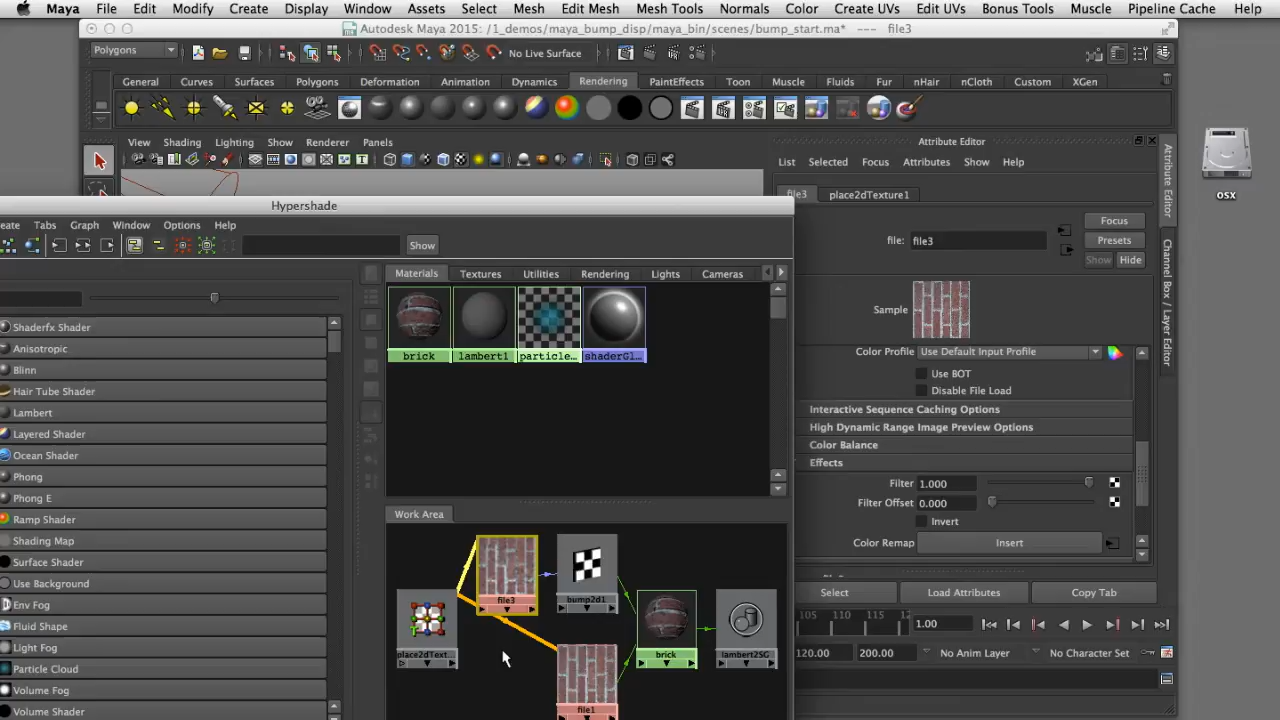 Maya File Edit Modify Create Display Window Assets Select Mesh Edit Mesh Mesh Tools Normals Color Create UVs Edit UVs Bonus Tools Muscle Pipeline Cache Help
Autodesk Maya 2015: /1_demos/maya_bump_disp/maya_bin/scenes/bump_start.ma* --- file3
Polygons
No Live Surface
General Curves Surfaces Polygons Deformation Animation Dynamics Rendering PaintEffects Toon Muscle Fluids Fur nHair nCloth Custom XGen
View Shading Lighting Show Renderer Panels
Attribute Editor
List Selected Focus Attributes Show Help
file3 place2dTexture1
Focus
file: file3
Presets
Show Hide
Sample
Color Profile Use Default Input Profile
Use BOT
Disable File Load
Interactive Sequence Caching Options
High Dynamic Range Image Preview Options
Color Balance
Effects
Filter 1.000
Filter Offset 0.000
Invert
Color Remap Insert
Select Load Attributes Copy Tab
Attribute Editor
Channel Box / Layer Editor
osx
Hypershade
eate Tabs Graph Window Options Help
Show
Materials Textures Utilities Rendering Lights Cameras
brick lambert1 particle... shaderGl...
Shaderfx Shader
Anisotropic
Blinn
Hair Tube Shader
Lambert
Layered Shader
Ocean Shader
Phong
Phong E
Ramp Shader
Shading Map
Surface Shader
Use Background
Env Fog
Fluid Shape
Light Fog
Particle Cloud
Volume Fog
Volume Shader
Work Area
file3 bump2d1
place2dText... brick lambert2SG
file1
105 110 115 120 1.00
120.00 200.00 No Anim Layer No Character Set